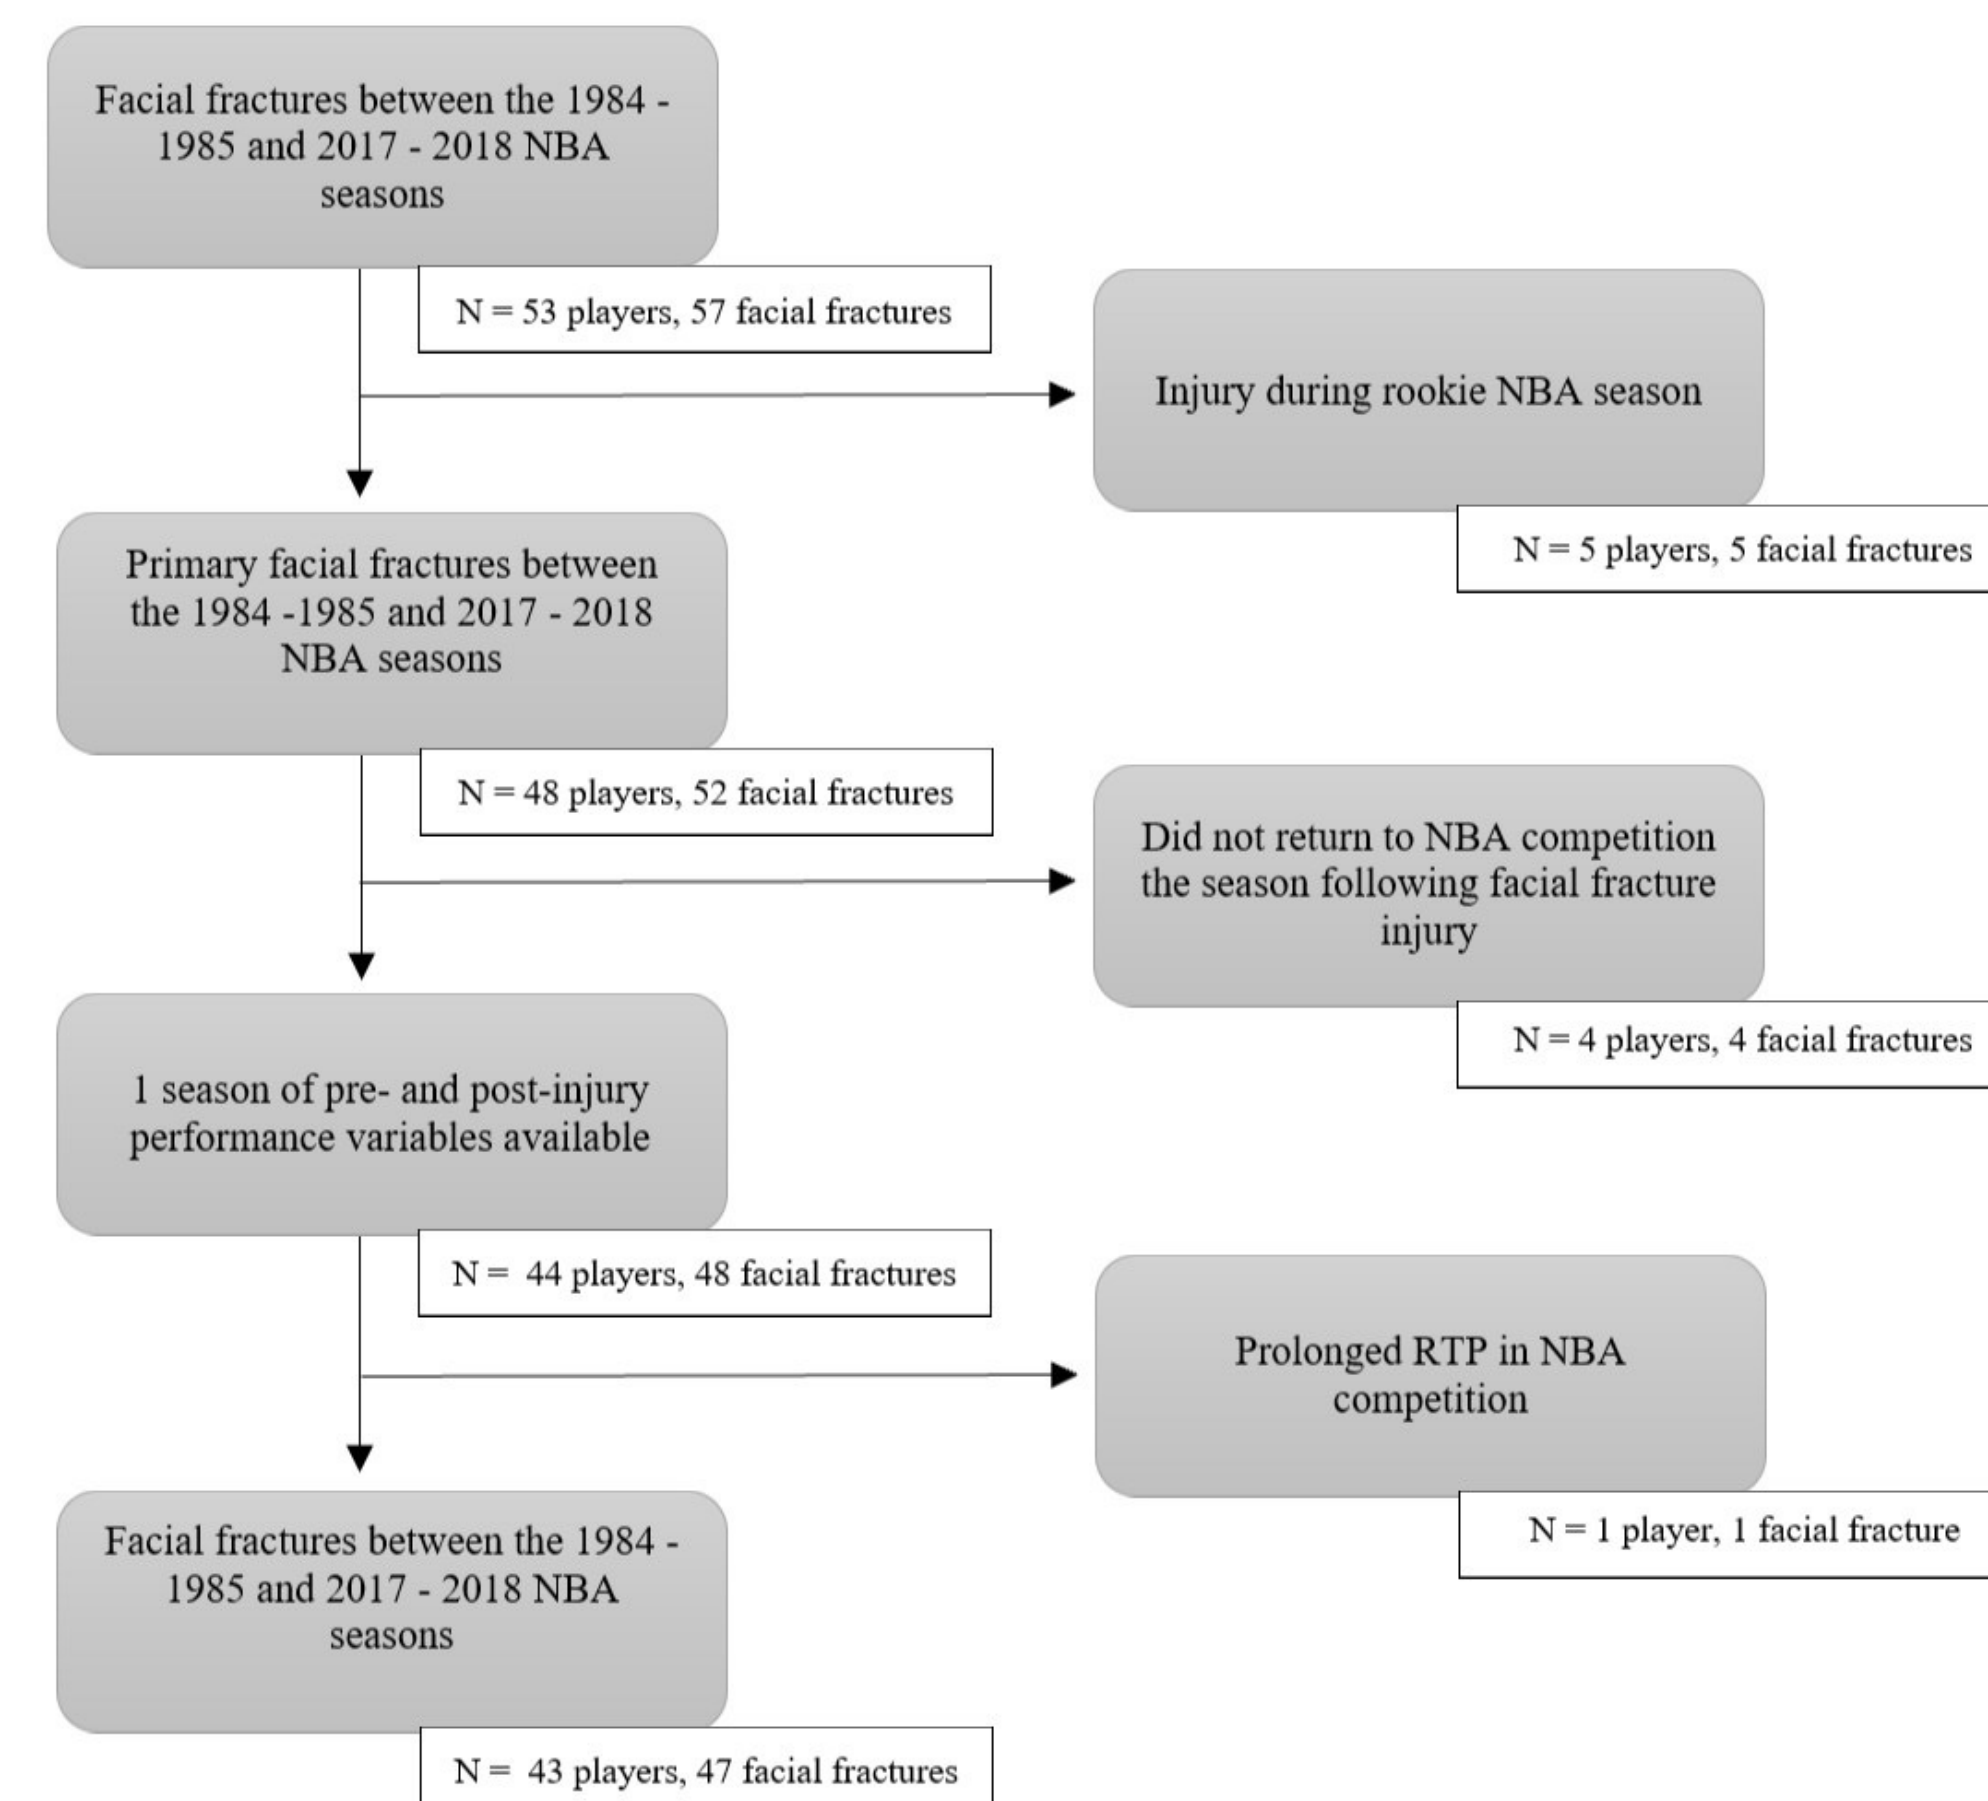 Facial fractures between the 1984 -
1985 and 2017 - 2018 NBA
seasons
N = 53 players, 57 facial fractures
Injury during rookie NBA season
N = 5 players, 5 facial fractures
Primary facial fractures between
the 1984 -1985 and 2017 - 2018
NBA seasons
N = 48 players, 52 facial fractures
Did not return to NBA competition
the season following facial fracture
injury
N = 4 players, 4 facial fractures
1 season of pre- and post-injury
performance variables available
N =  44 players, 48 facial fractures
Prolonged RTP in NBA
competition
N = 1 player, 1 facial fracture
Facial fractures between the 1984 -
1985 and 2017 - 2018 NBA
seasons
N =  43 players, 47 facial fractures